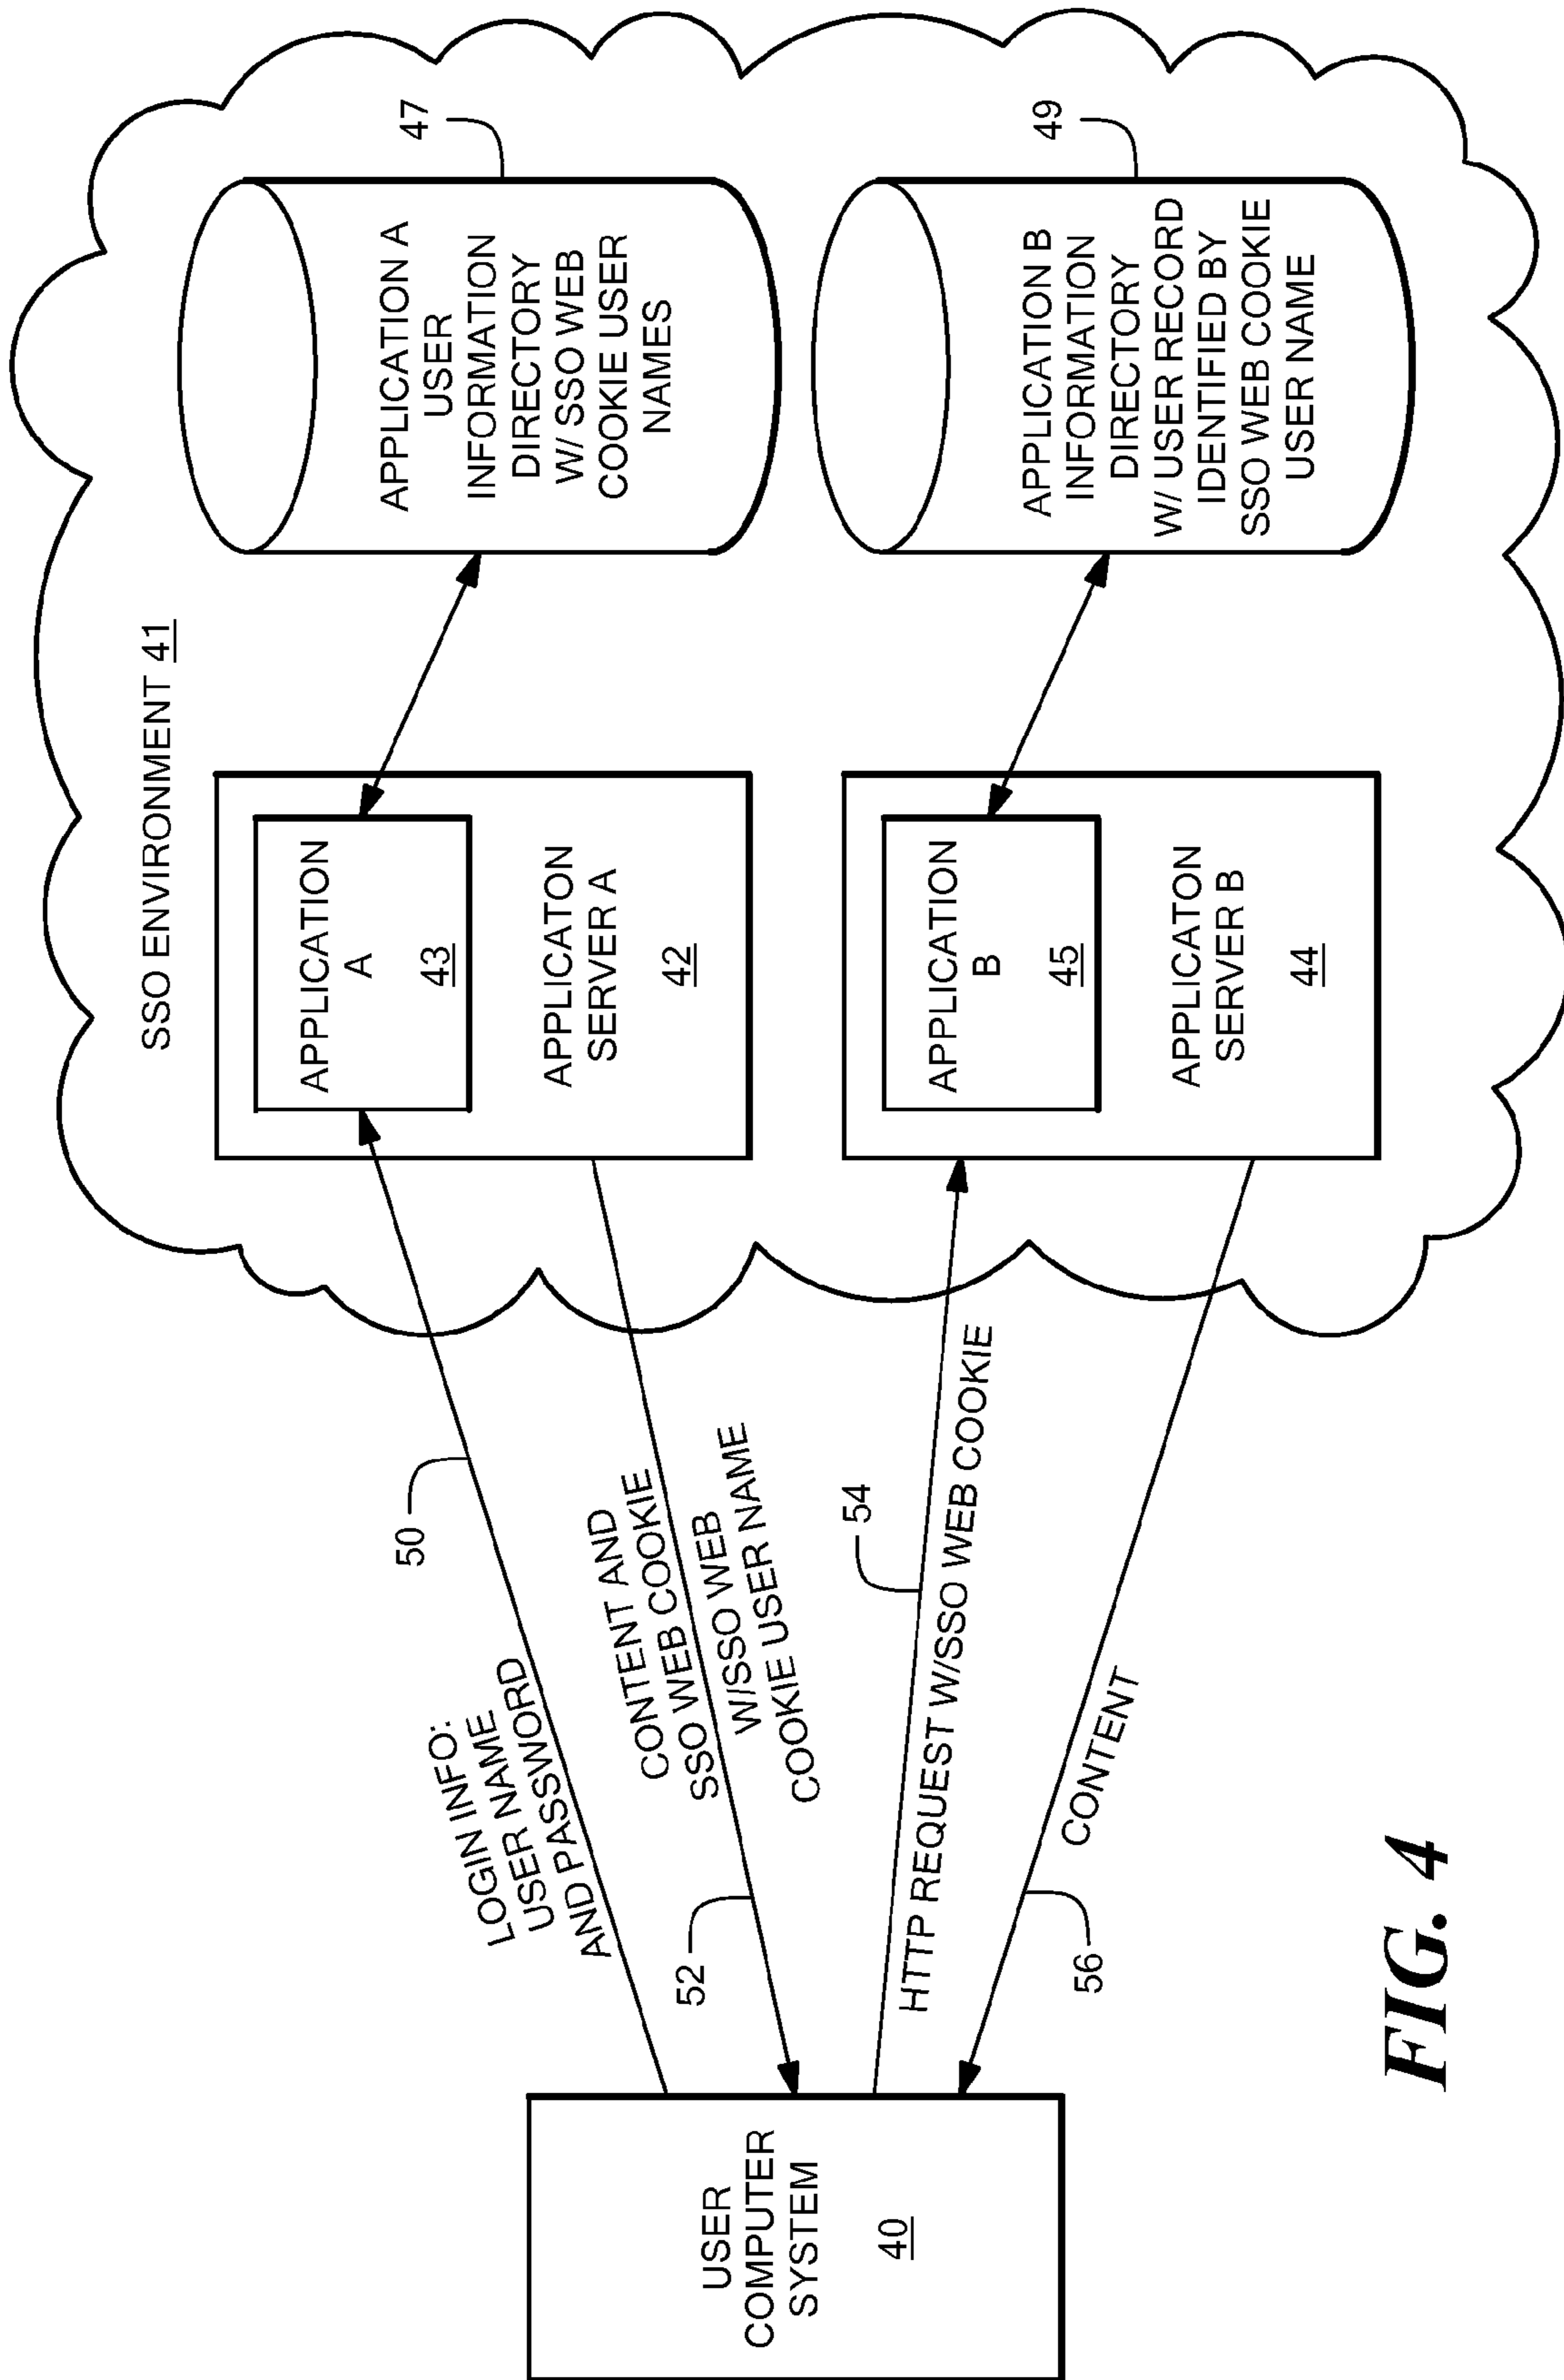 SSO ENVIRONMENT 41
APPLICATION
A
43
APPLICATON
SERVER A
42
APPLICATION A
USER
INFORMATION
DIRECTORY
W/ SSO WEB
COOKIE USER
NAMES
47
APPLICATION
B
45
APPLICATON
SERVER B
44
APPLICATION B
INFORMATION
DIRECTORY
W/ USER RECORD
IDENTIFIED BY
SSO WEB COOKIE
USER NAME
49
USER
COMPUTER
SYSTEM
40
LOGIN INFO:
USER NAME
AND PASSWORD
50
CONTENT AND
SSO WEB COOKIE
W/SSO WEB
COOKIE USER NAME
52
HTTP REQUEST W/SSO WEB COOKIE
54
CONTENT
56
FIG. 4